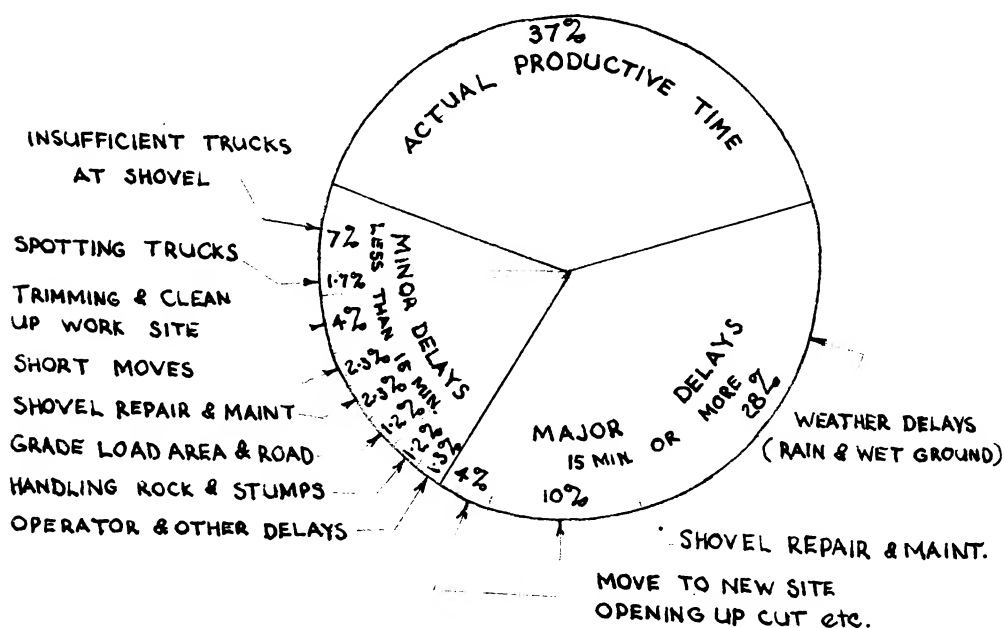 37%
ACTUAL PRODUCTIVE TIME
INSUFFICIENT TRUCKS
AT SHOVEL
SPOTTING TRUCKS
TRIMMING & CLEAN
UP WORK SITE
SHORT MOVES
SHOVEL REPAIR & MAINT
GRADE LOAD AREA & ROAD
HANDLING ROCK & STUMPS
OPERATOR & OTHER DELAYS
7%
1.7%
4%
2.3%
2.3%
1.2%
1.2%
1.3%
MINOR DELAYS
LESS THAN 15 MIN.
4%
10%
28%
MAJOR DELAYS
15 MIN. OR MORE
WEATHER DELAYS
(RAIN & WET GROUND)
SHOVEL REPAIR & MAINT.
MOVE TO NEW SITE
OPENING UP CUT etc.